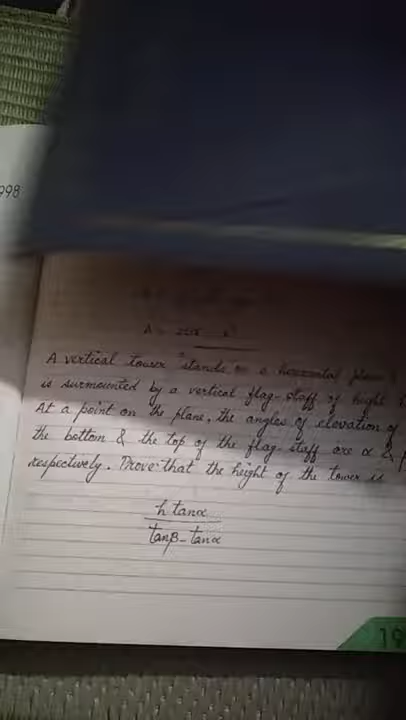 998
A vertical tower stands on a horizontal plane &
is surmounted by a vertical flag-staff of height
At a point on the plane, the angles of elevation of
the bottom & the top of the flag-staff are α &
respectively. Prove that the height of the tower is
h tanα
tanβ - tanα
19